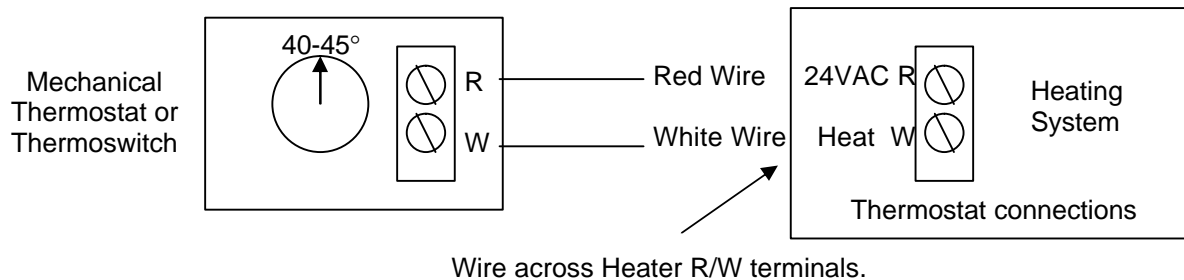 Mechanical
Thermostat or
Thermoswitch
40-45°
R
W
Red Wire
White Wire
24VAC R
Heat W
Heating
System
Thermostat connections
Wire across Heater R/W terminals.